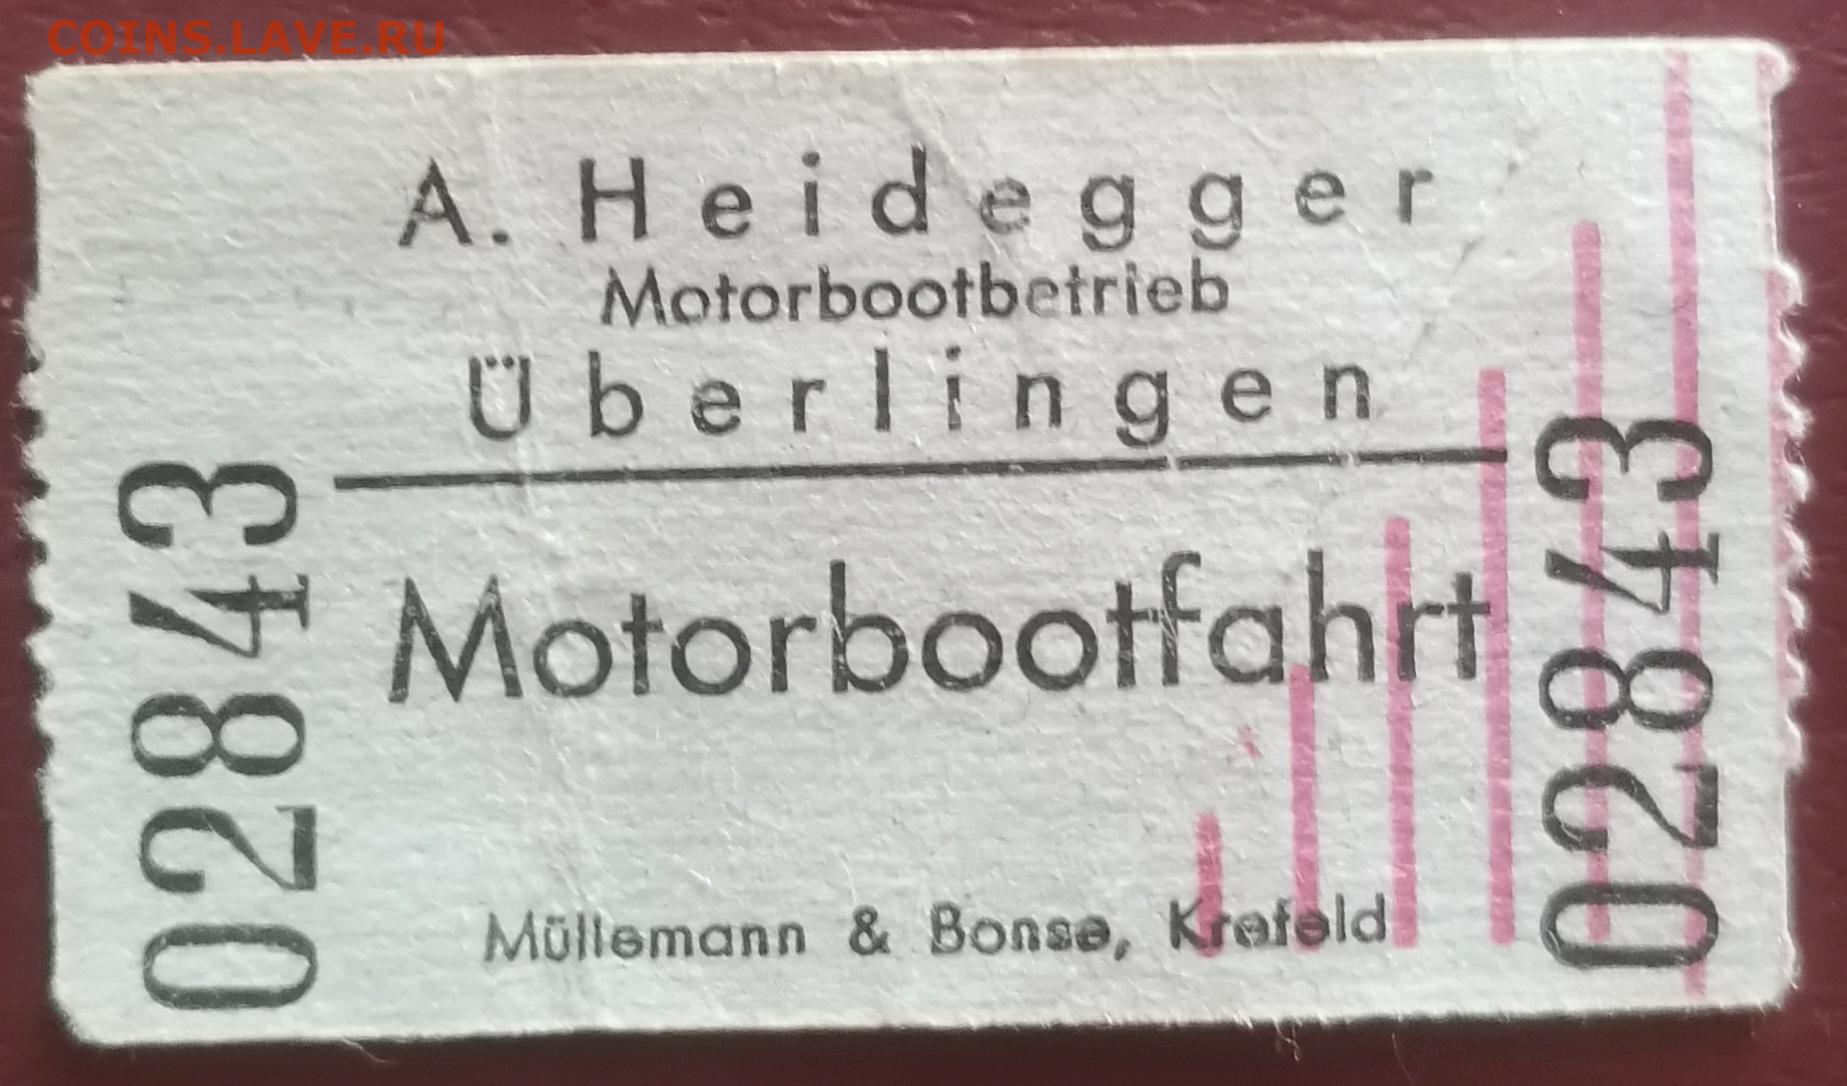 COINS.LAVE.RU
A. Heidegger
Motorbootbetrieb
Überlingen
02843
Motorbootfahrt
02843
Müllemann & Bonse, Krefeld